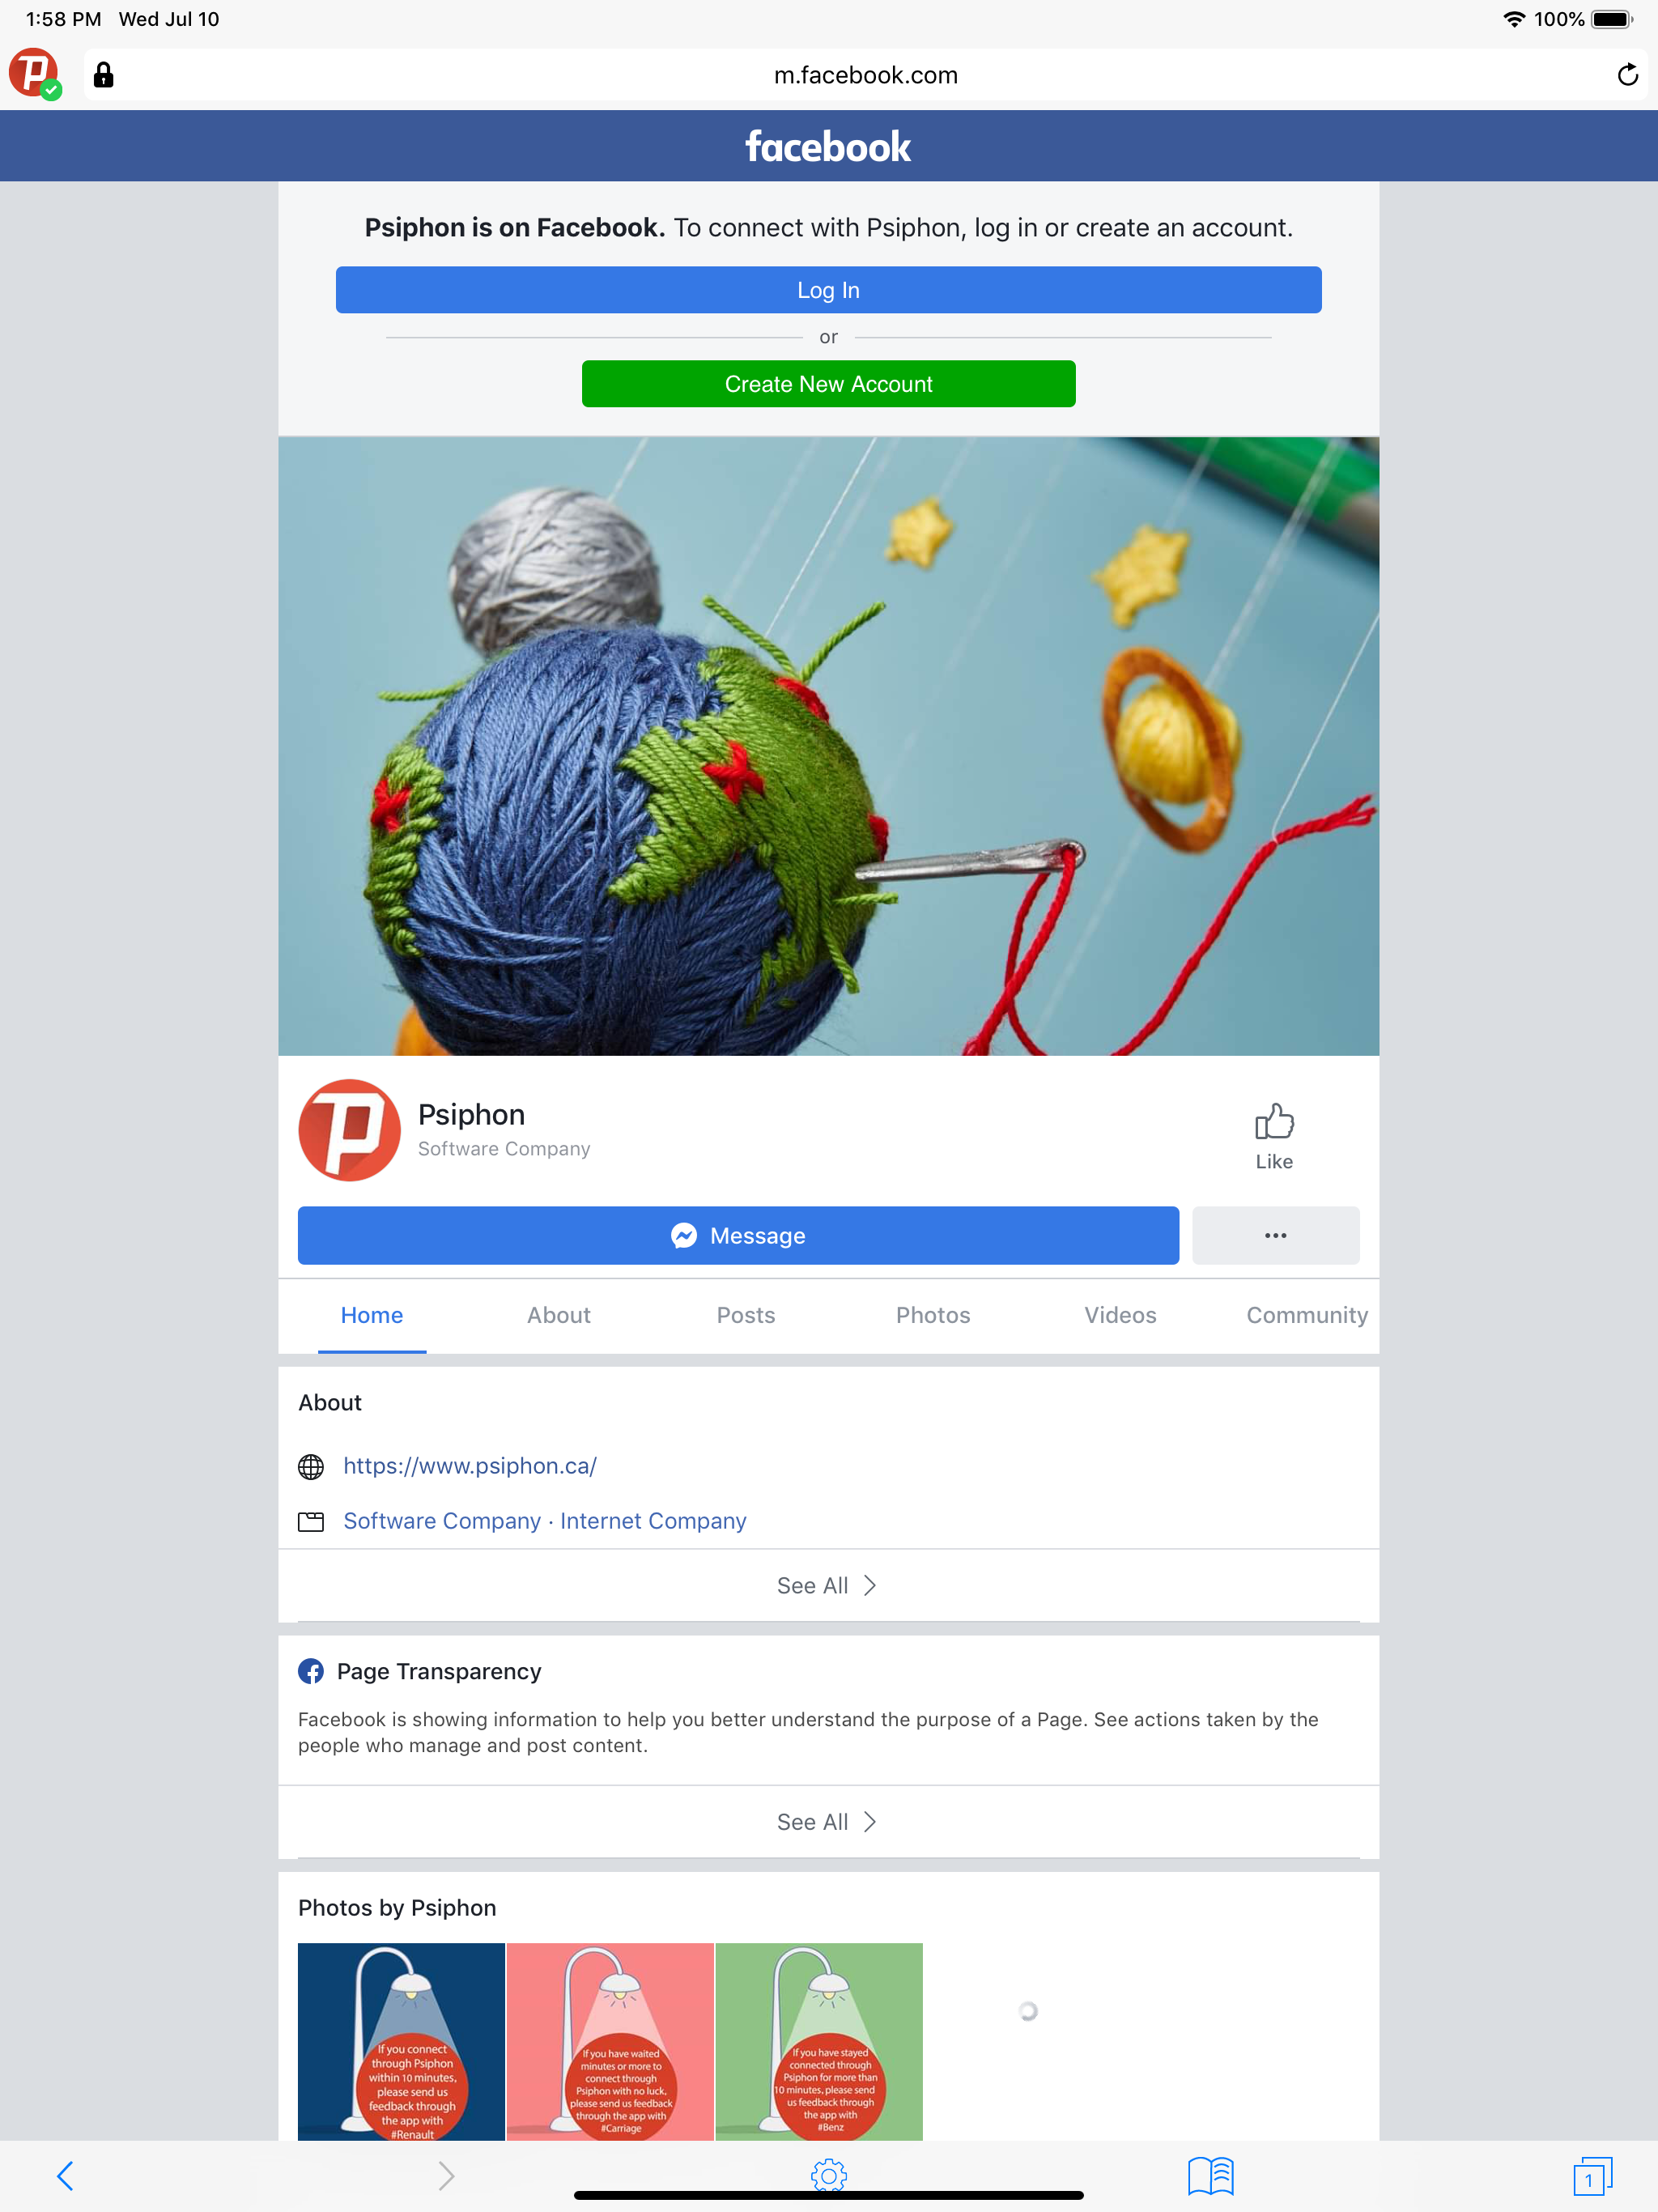 1:58 PM Wed Jul 10
100%
m.facebook.com
facebook
Psiphon is on Facebook. To connect with Psiphon, log in or create an account.
Log In
or
Create New Account
Psiphon
Software Company
Like
Message
Home About Posts Photos Videos Community
About
https://www.psiphon.ca/
Software Company · Internet Company
See All
Page Transparency
Facebook is showing information to help you better understand the purpose of a Page. See actions taken by the
people who manage and post content.
See All
Photos by Psiphon
If you connect
through Psiphon
within 10 minutes,
please send us
feedback through
the app with
#Renault
If you have waited
minutes or more to
connect through
Psiphon with no luck,
please send us feedback
through the app with
#Carriage
If you have stayed
connected through
Psiphon for more than
10 minutes, please send
us feedback through
the app with
#Benz
1